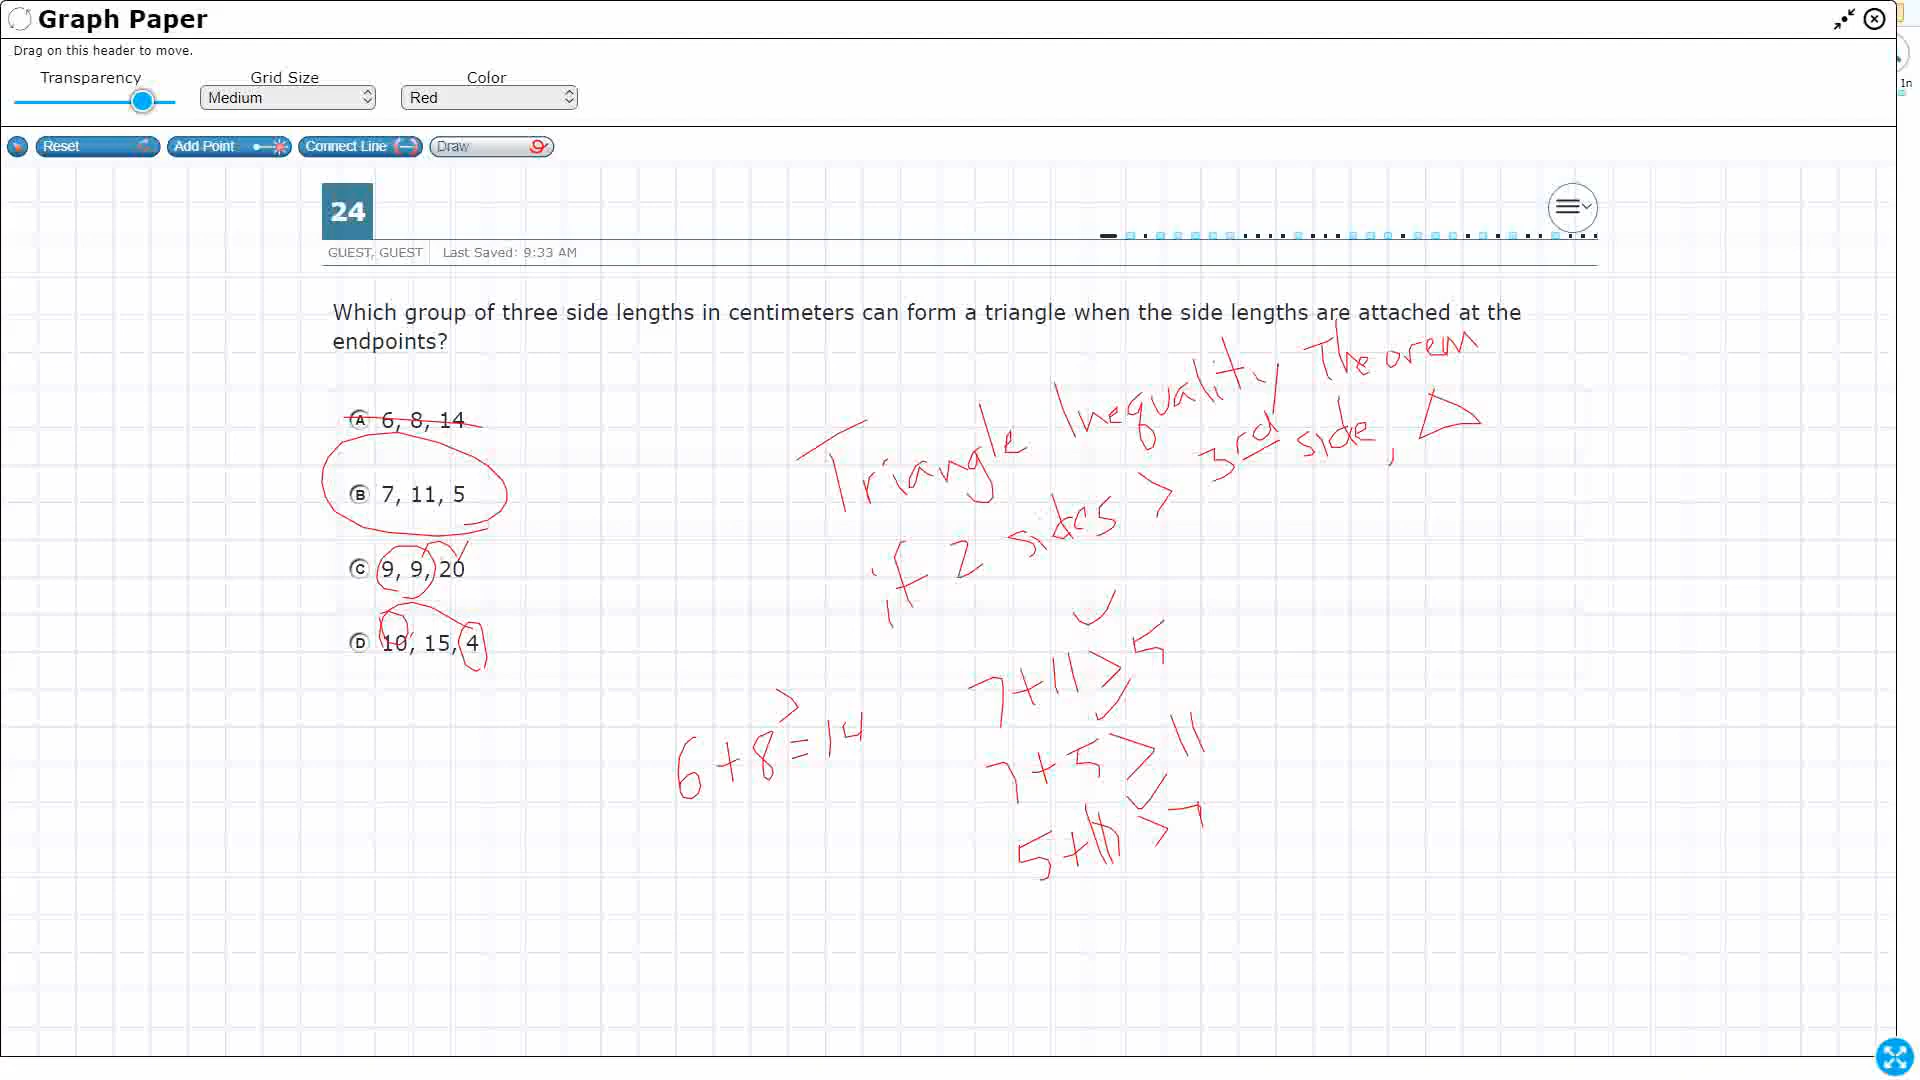 Graph Paper
Drag on this header to move.
Transparency Grid Size Color
Medium Red
Reset Add Point Connect Line Draw
24
GUEST, GUEST Last Saved: 9:33 AM
Which group of three side lengths in centimeters can form a triangle when the side lengths are attached at the
endpoints?
A 6, 8, 14
B 7, 11, 5
C 9, 9, 20
D 10, 15, 4
Triangle Inequality Theorem
if 2 sides > 3rd side, △
7+11>5
7+5>11
5+11>7
6+8=14
>
1n